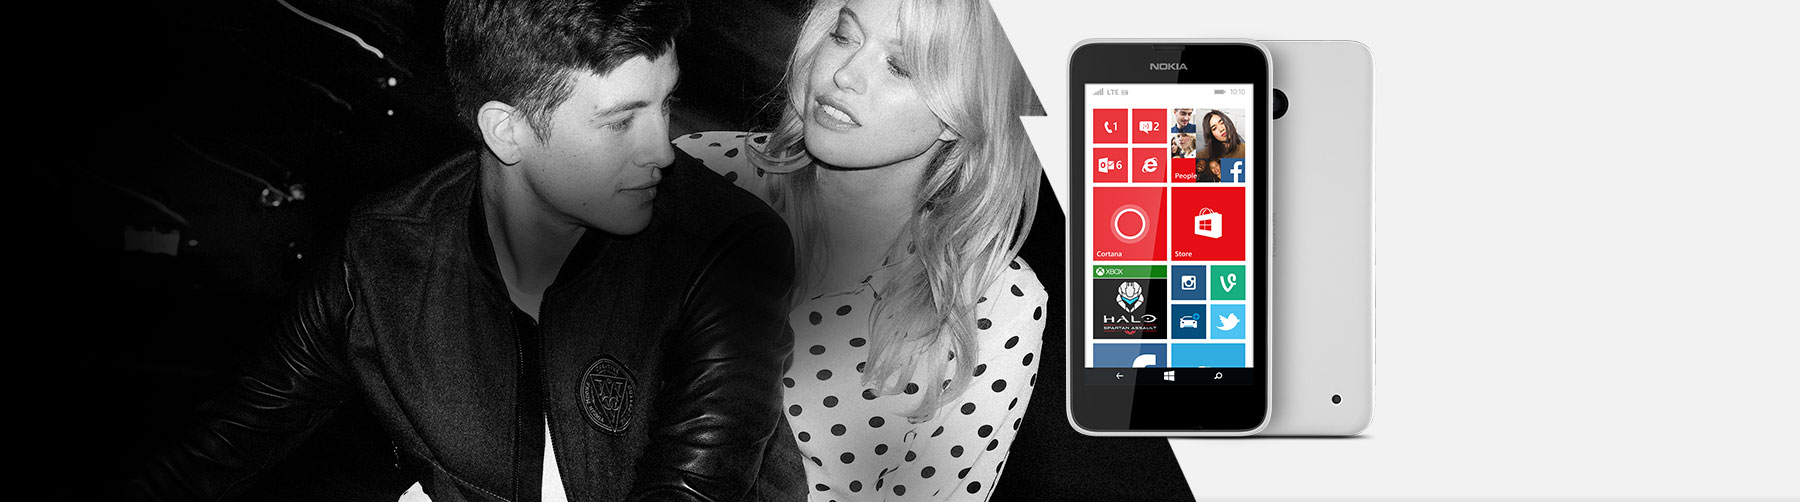 NOKIA
LTE
10:10
1
2
6
People
Cortana
Store
XBOX
HALO
SPARTAN ASSAULT